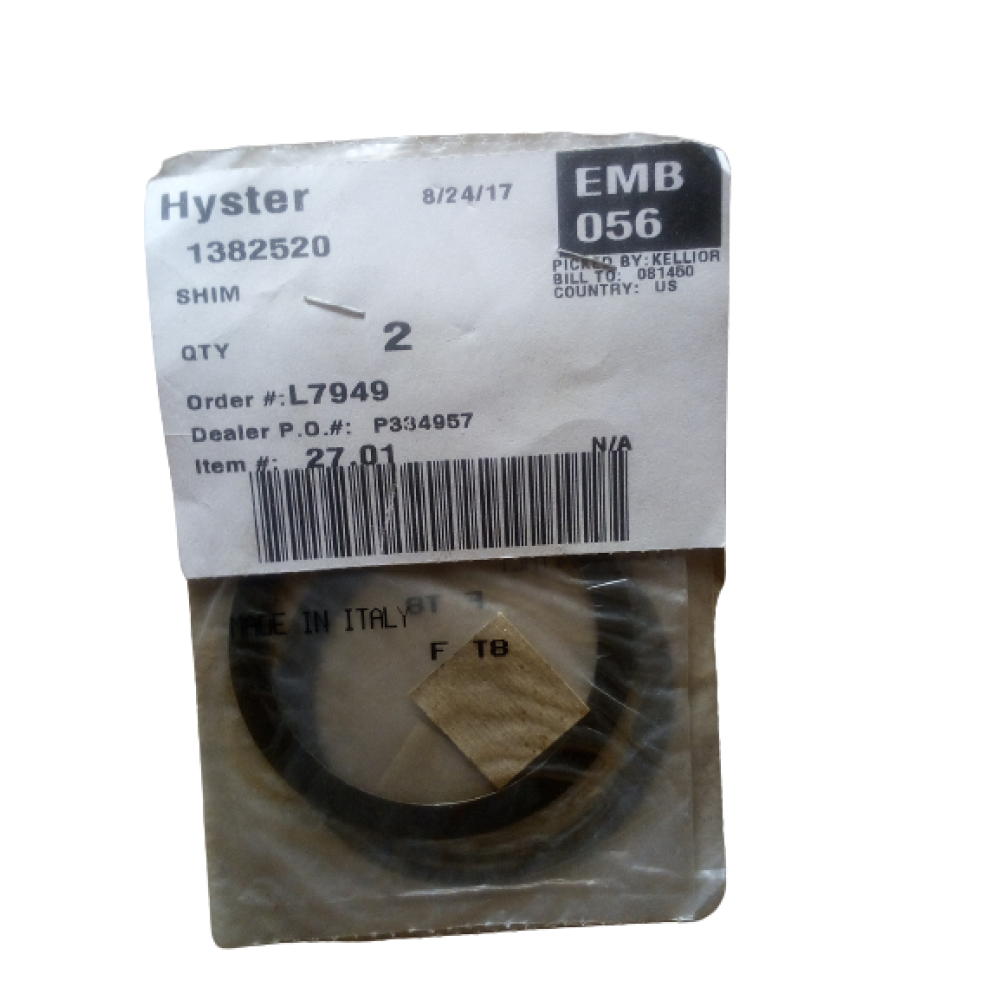 Hyster
8/24/17
EMB
056
1382520
PICKED BY: KELLIOR
BILL TO: 081450
COUNTRY: US
SHIM
QTY 2
Order #: L7949
Dealer P.O.#: P334957
Item #: 27.01
N/A
MADE IN ITALY
F T8